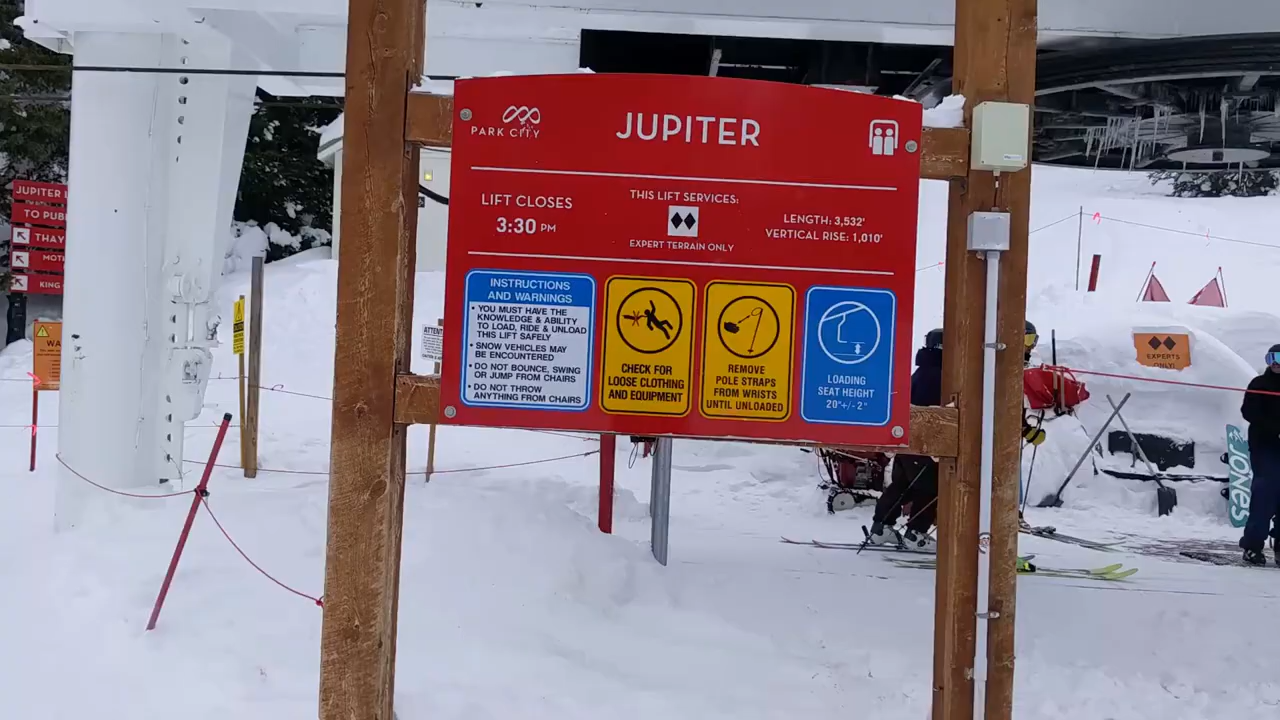 PARK CITY
JUPITER
LIFT CLOSES
3:30 PM
THIS LIFT SERVICES:
EXPERT TERRAIN ONLY
LENGTH: 3,532'
VERTICAL RISE: 1,010'
INSTRUCTIONS
AND WARNINGS
• YOU MUST HAVE THE
KNOWLEDGE & ABILITY
TO LOAD, RIDE & UNLOAD
THIS LIFT SAFELY
• SNOW VEHICLES MAY
BE ENCOUNTERED
• DO NOT BOUNCE, SWING
OR JUMP FROM CHAIRS
• DO NOT THROW
ANYTHING FROM CHAIRS
CHECK FOR
LOOSE CLOTHING
AND EQUIPMENT
REMOVE
POLE STRAPS
FROM WRISTS
UNTIL UNLOADED
LOADING
SEAT HEIGHT
20"+/- 2"
JUPITER
TO PUB
THAY
MOT
KING
WA
EXPERTS
ONLY!
JONES